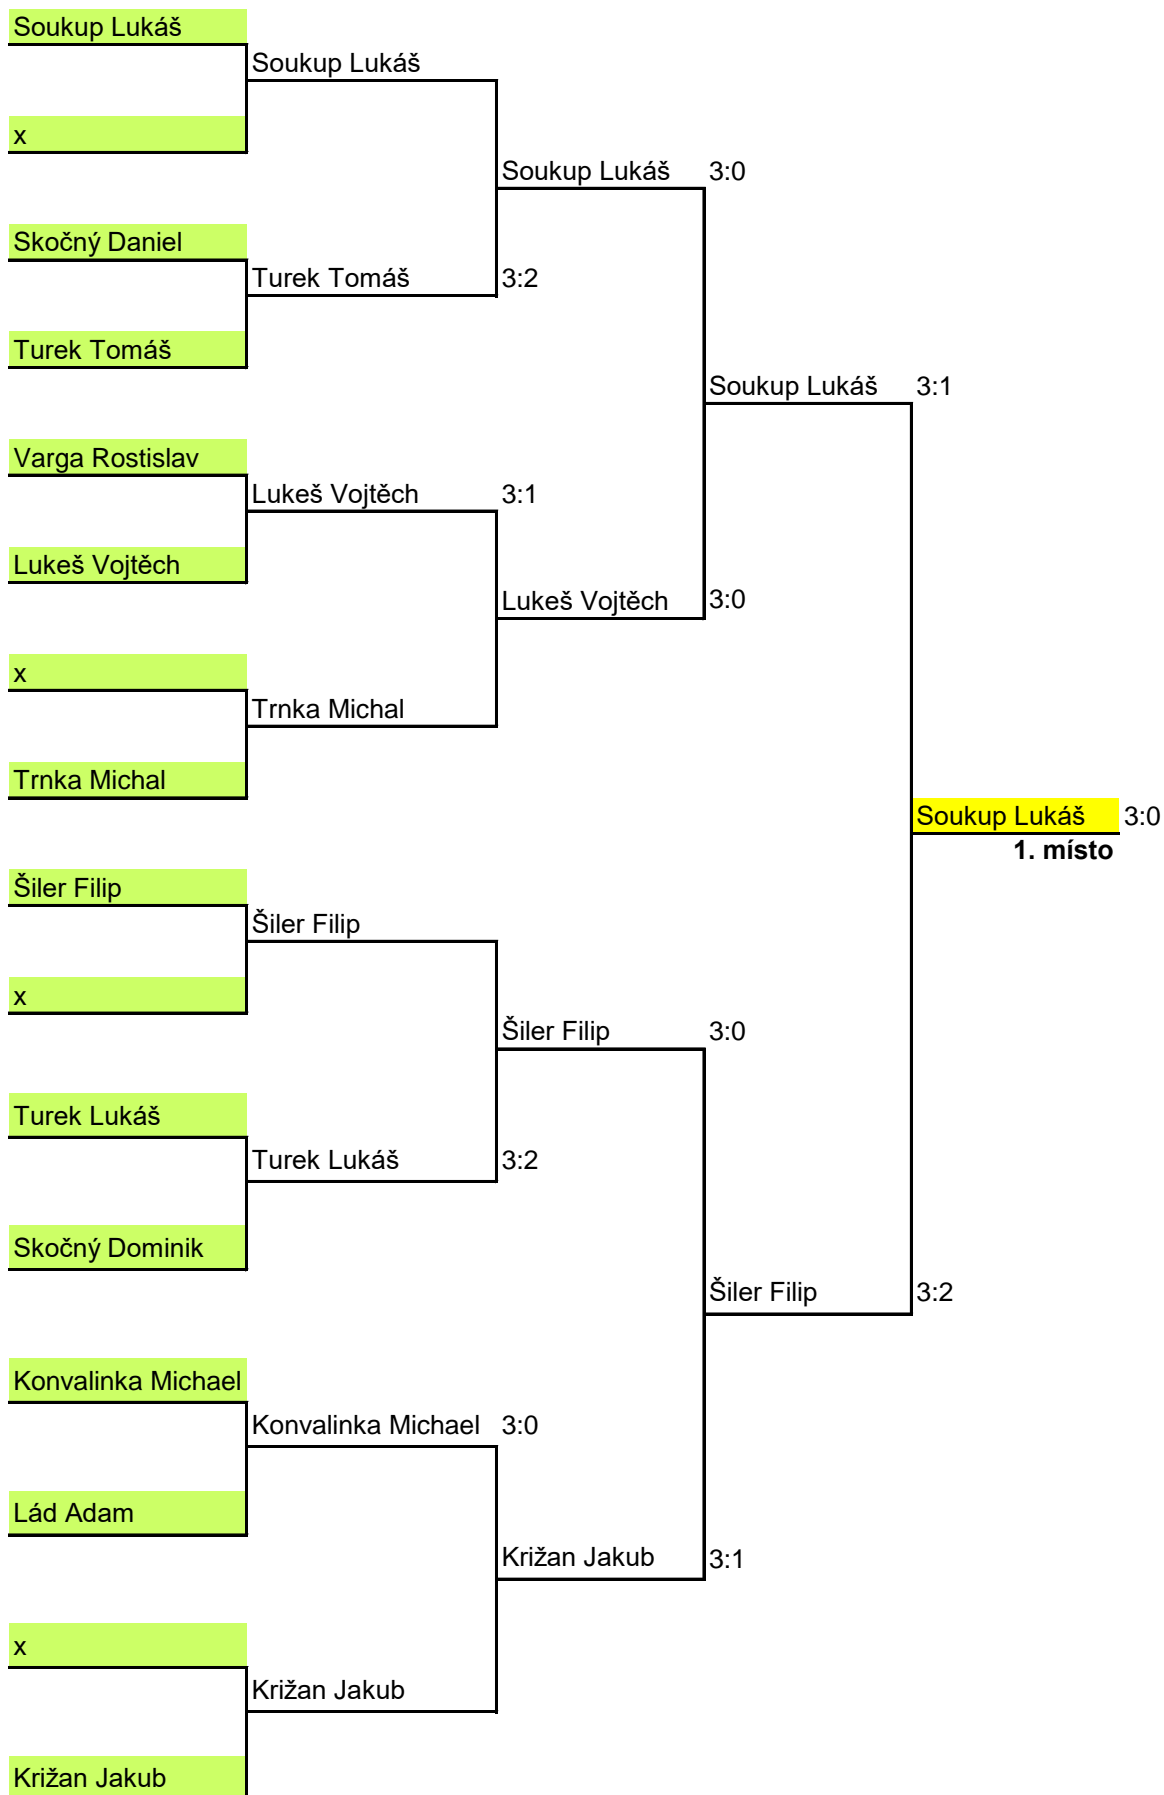 Soukup Lukáš
Soukup Lukáš
x
Soukup Lukáš 3:0
Skočný Daniel
Turek Tomáš 3:2
Turek Tomáš
Soukup Lukáš 3:1
Varga Rostislav
Lukeš Vojtěch 3:1
Lukeš Vojtěch
Lukeš Vojtěch 3:0
x
Trnka Michal
Trnka Michal
Soukup Lukáš 3:0
1. místo
Šiler Filip
Šiler Filip
x
Šiler Filip 3:0
Turek Lukáš
Turek Lukáš 3:2
Skočný Dominik
Šiler Filip 3:2
Konvalinka Michael
Konvalinka Michael 3:0
Lád Adam
Križan Jakub 3:1
x
Križan Jakub
Križan Jakub